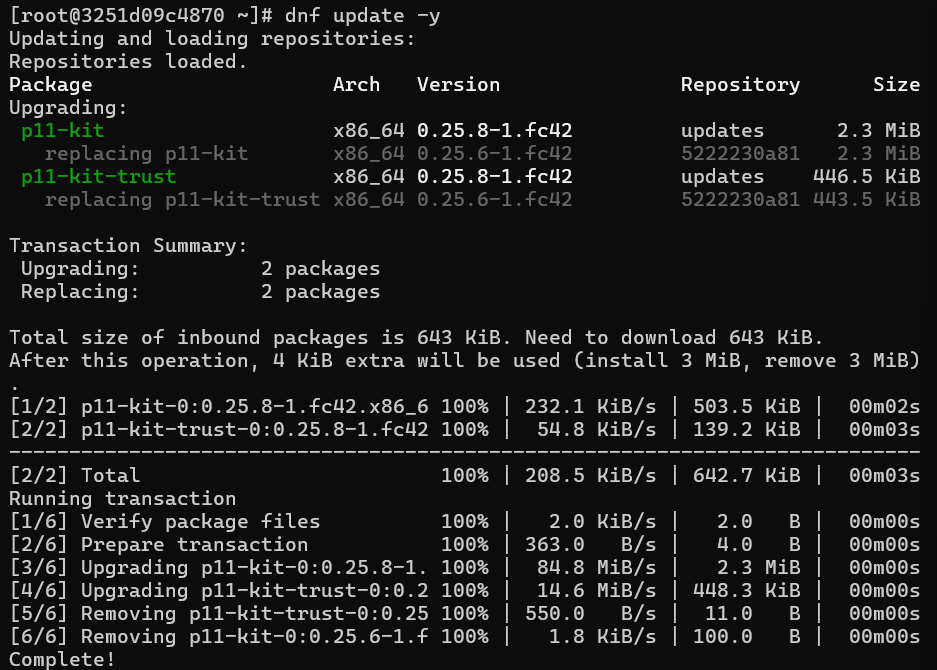 [root@3251d09c4870 ~]# dnf update -y
Updating and loading repositories:
Repositories loaded.
Package                    Arch   Version               Repository      Size
Upgrading:
 p11-kit                   x86_64 0.25.8-1.fc42         updates      2.3 MiB
   replacing p11-kit       x86_64 0.25.6-1.fc42         5222230a81   2.3 MiB
 p11-kit-trust             x86_64 0.25.8-1.fc42         updates    446.5 KiB
   replacing p11-kit-trust x86_64 0.25.6-1.fc42         5222230a81 443.5 KiB
Transaction Summary:
 Upgrading:          2 packages
 Replacing:          2 packages
Total size of inbound packages is 643 KiB. Need to download 643 KiB.
After this operation, 4 KiB extra will be used (install 3 MiB, remove 3 MiB)
.
[1/2] p11-kit-0:0.25.8-1.fc42.x86_6 100% | 232.1 KiB/s | 503.5 KiB |  00m02s
[2/2] p11-kit-trust-0:0.25.8-1.fc42 100% |  54.8 KiB/s | 139.2 KiB |  00m03s
----------------------------------------------------------------------------
[2/2] Total                         100% | 208.5 KiB/s | 642.7 KiB |  00m03s
Running transaction
[1/6] Verify package files          100% |   2.0 KiB/s |   2.0   B |  00m00s
[2/6] Prepare transaction           100% | 363.0   B/s |   4.0   B |  00m00s
[3/6] Upgrading p11-kit-0:0.25.8-1. 100% |  84.8 MiB/s |   2.3 MiB |  00m00s
[4/6] Upgrading p11-kit-trust-0:0.2 100% |  14.6 MiB/s | 448.3 KiB |  00m00s
[5/6] Removing p11-kit-trust-0:0.25 100% | 550.0   B/s |  11.0   B |  00m00s
[6/6] Removing p11-kit-0:0.25.6-1.f 100% |   1.8 KiB/s | 100.0   B |  00m00s
Complete!